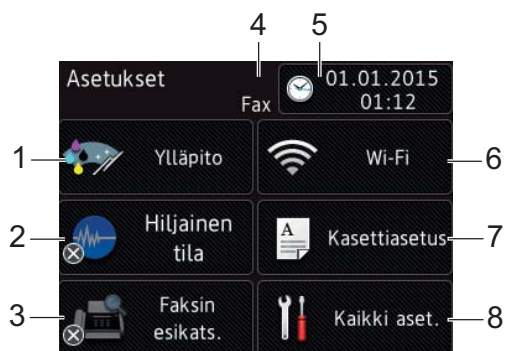 4
5
Asetukset
Fax
01.01.2015
01:12
1
Ylläpito
Wi-Fi
6
2
Hiljainen
tila
A
Kasettiasetus
7
3
Faksin
esikats.
Kaikki aset.
8